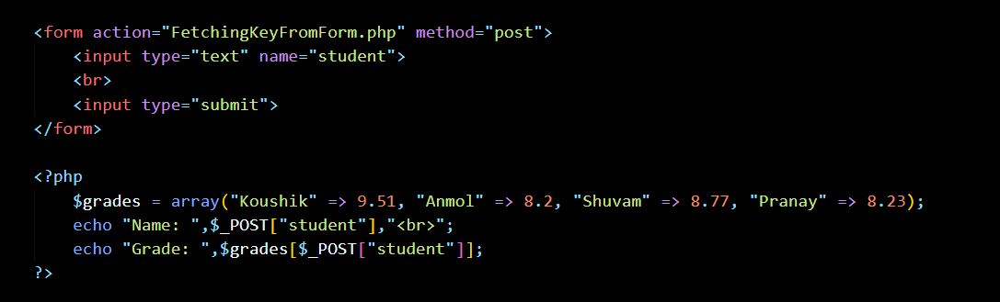 <form action="FetchingKeyFromForm.php" method="post">
    <input type="text" name="student">
    <br>
    <input type="submit">
</form>

<?php
    $grades = array("Koushik" => 9.51, "Anmol" => 8.2, "Shuvam" => 8.77, "Pranay" => 8.23);
    echo "Name: ",$_POST["student"],"<br>";
    echo "Grade: ",$grades[$_POST["student"]];
?>